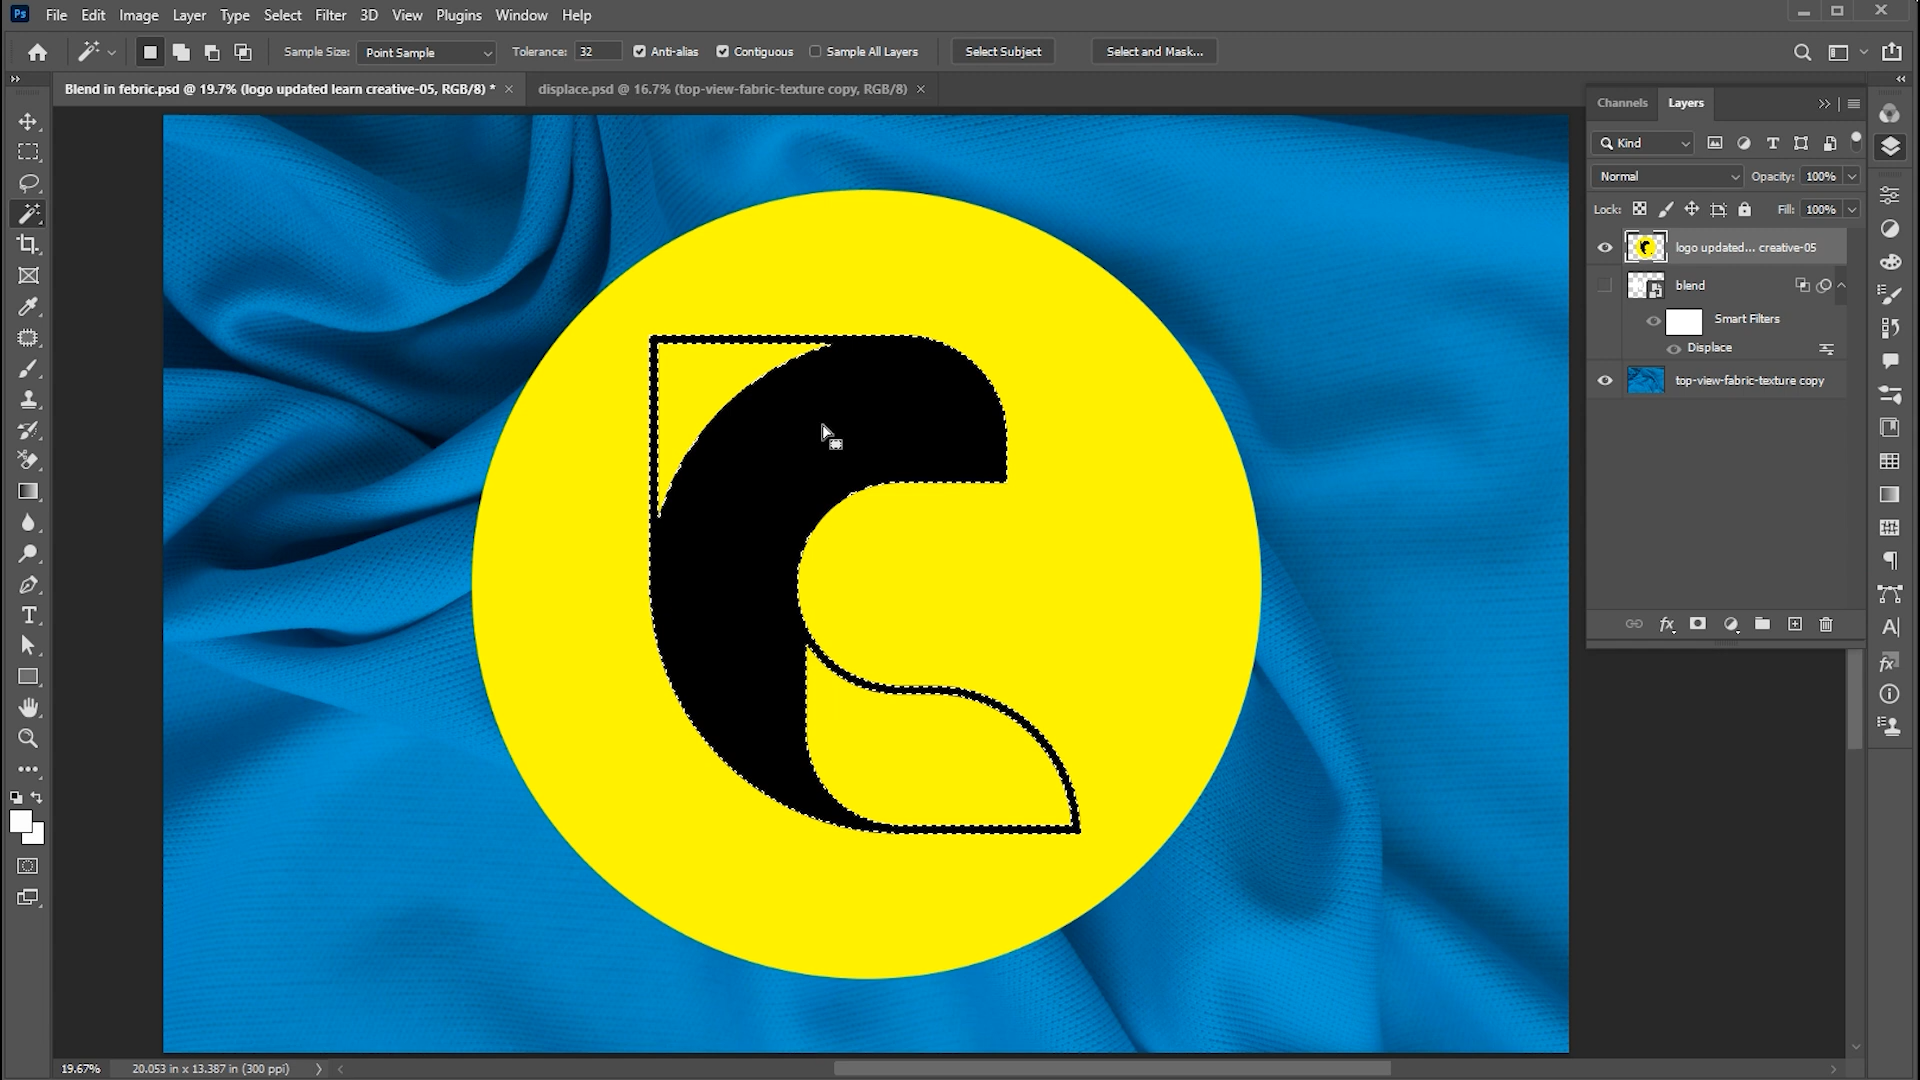 Ps File Edit Image Layer Type Select Filter 3D View Plugins Window Help
Sample Size: Point Sample Tolerance: 32 Anti-alias Contiguous Sample All Layers Select Subject Select and Mask...
Blend in febric.psd @ 19.7% (logo updated learn creative-05, RGB/8) * × displace.psd @ 16.7% (top-view-fabric-texture copy, RGB/8) ×
Channels Layers
Kind
Normal Opacity: 100%
Lock: Fill: 100%
logo updated... creative-05
blend
Smart Filters
Displace
top-view-fabric-texture copy
fx
19.67% 20.053 in x 13.387 in (300 ppi)